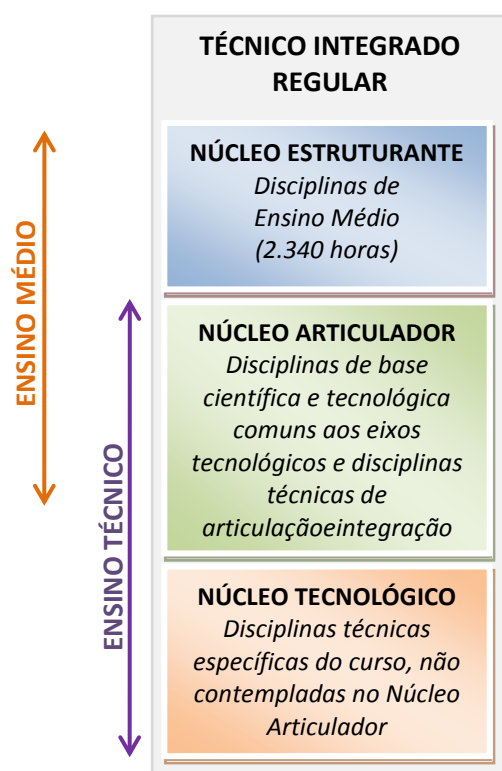 TÉCNICO INTEGRADO
REGULAR
ENSINO MÉDIO
NÚCLEO ESTRUTURANTE
Disciplinas de
Ensino Médio
(2.340 horas)
ENSINO TÉCNICO
NÚCLEO ARTICULADOR
Disciplinas de base
científica e tecnológica
comuns aos eixos
tecnológicos e disciplinas
técnicas de
articulaçãoeintegração
NÚCLEO TECNOLÓGICO
Disciplinas técnicas
específicas do curso, não
contempladas no Núcleo
Articulador